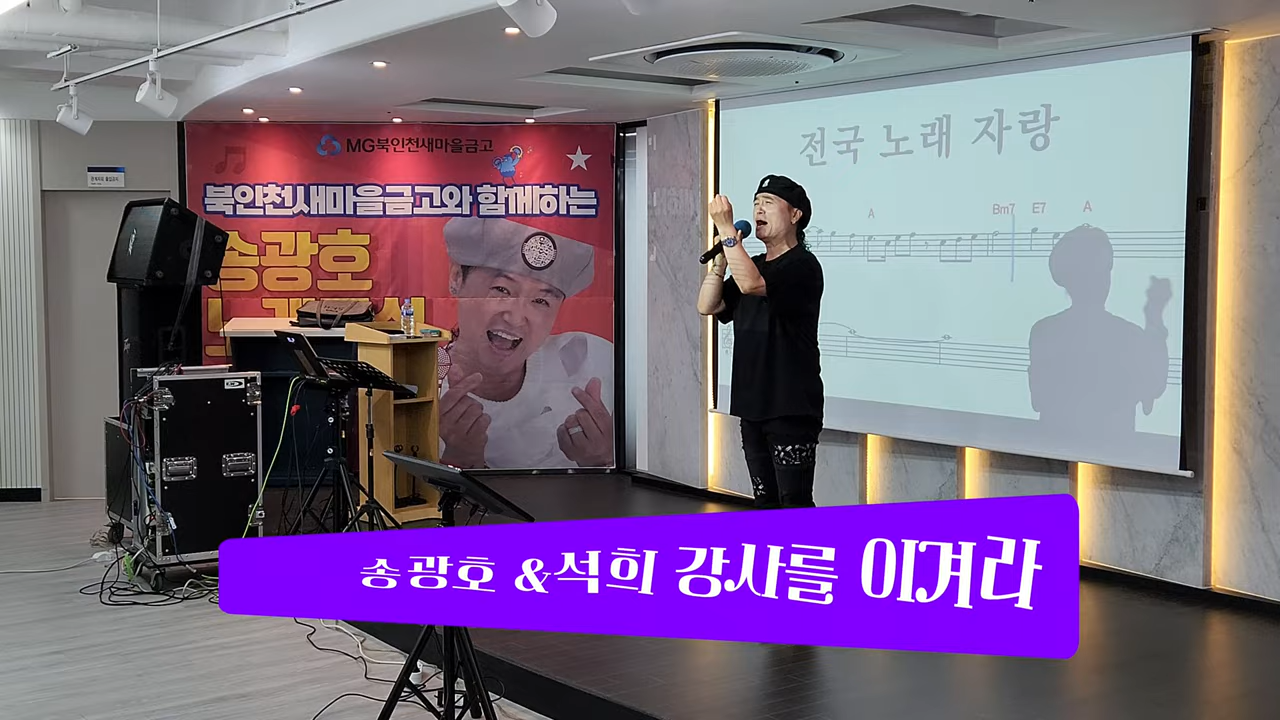 MG북인천새마을금고
북인천새마을금고와 함께하는
송광호
전국 노래 자랑
A Bm7 E7 A
송광호 &석희 강사를 이겨라